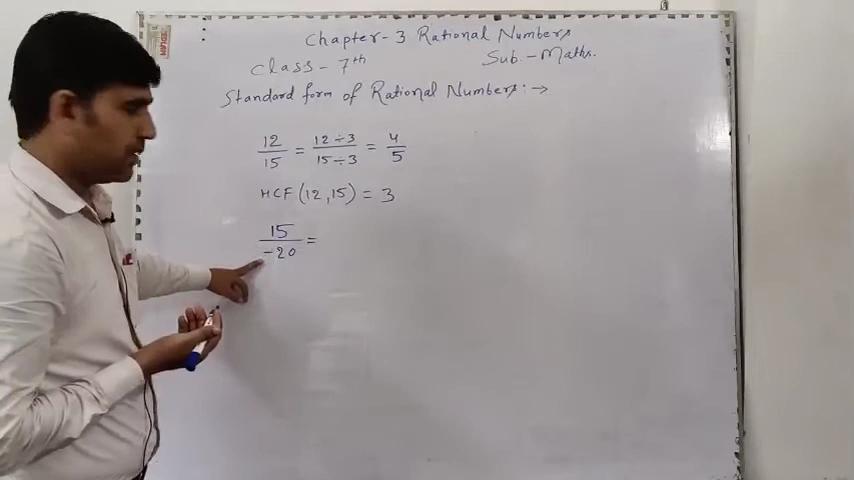 Chapter-3 Rational Numbers
Class - 7th Sub. - Maths.
Standard form of Rational Numbers:→
12/15 = 12÷3/15÷3 = 4/5
HCF (12,15) = 3
15/-20 =